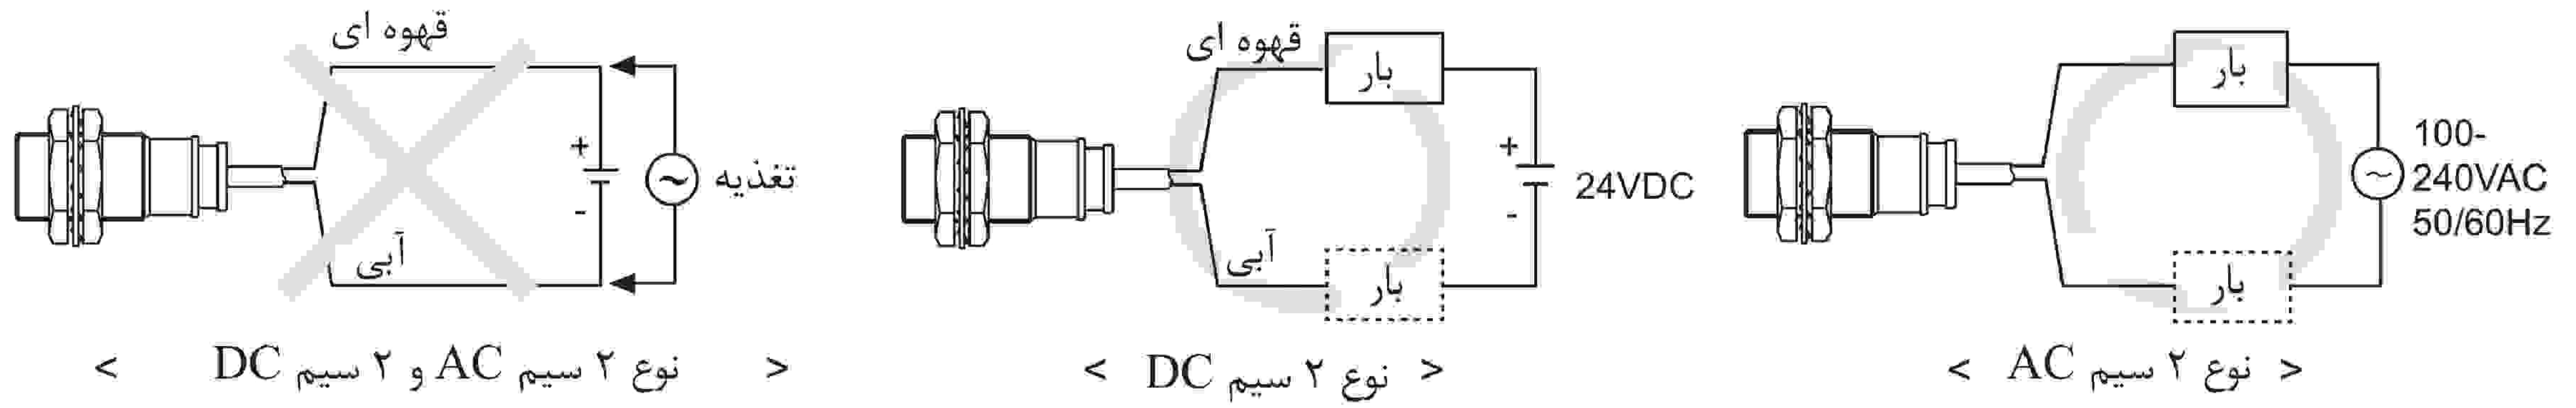 قهوه ای
+
-
~
تغذیه
آبی
< نوع ۲ سیم AC و ۲ سیم DC >
قهوه ای
بار
+
-
24VDC
آبی
بار
< نوع ۲ سیم DC >
بار
~
100-
240VAC
50/60Hz
بار
< نوع ۲ سیم AC >